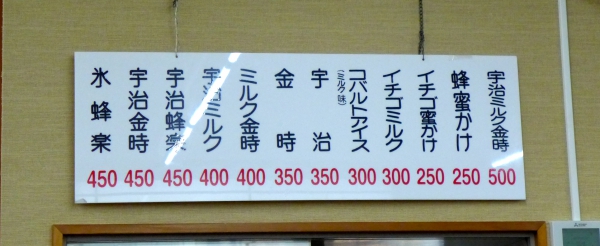 宇治ミルク金時 500
蜂蜜かけ 250
イチゴ蜜かけ 250
イチゴミルク 300
コバルトアイス (ミルク味) 300
宇治 350
金時 350
ミルク金時 400
宇治ミルク 400
宇治蜂楽 450
宇治金時 450
氷蜂楽 450